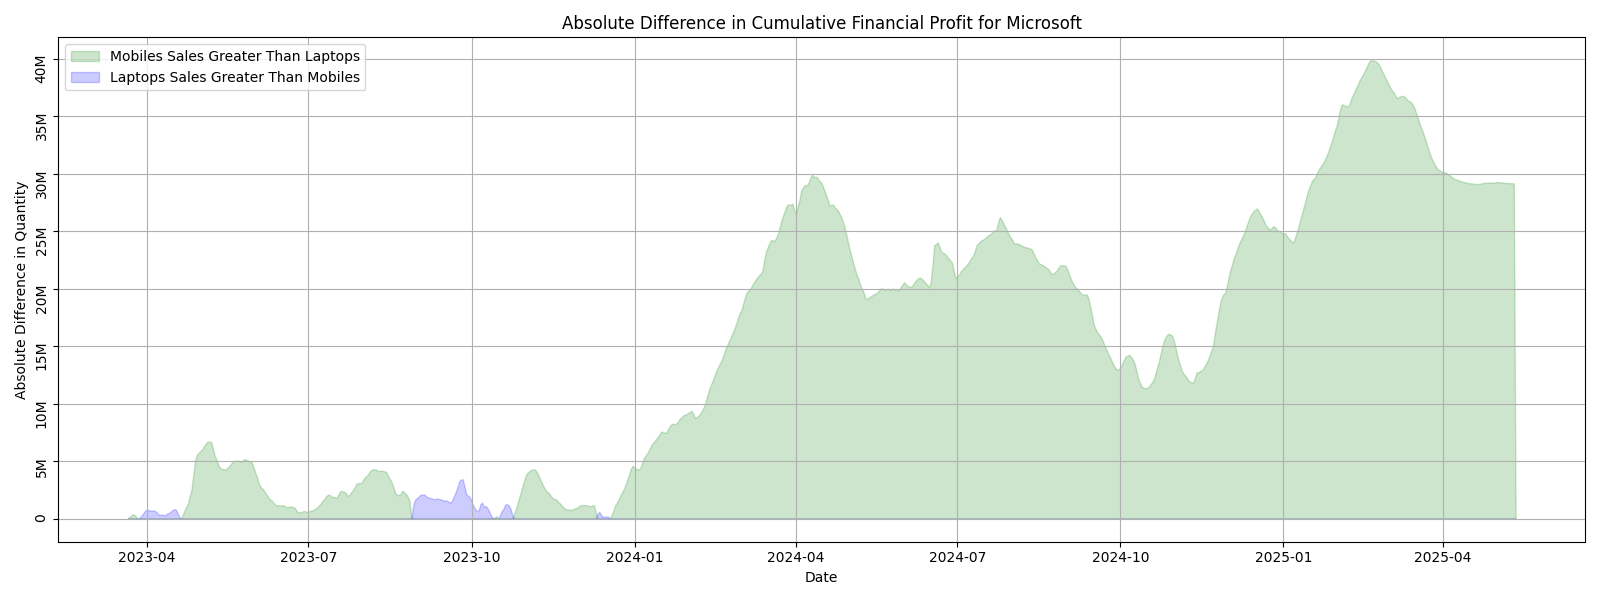 Absolute Difference in Cumulative Financial Profit for Microsoft
Mobiles Sales Greater Than Laptops
Laptops Sales Greater Than Mobiles
Absolute Difference in Quantity
40M
35M
30M
25M
20M
15M
10M
5M
0
2023-04 2023-07 2023-10 2024-01 2024-04 2024-07 2024-10 2025-01 2025-04
Date